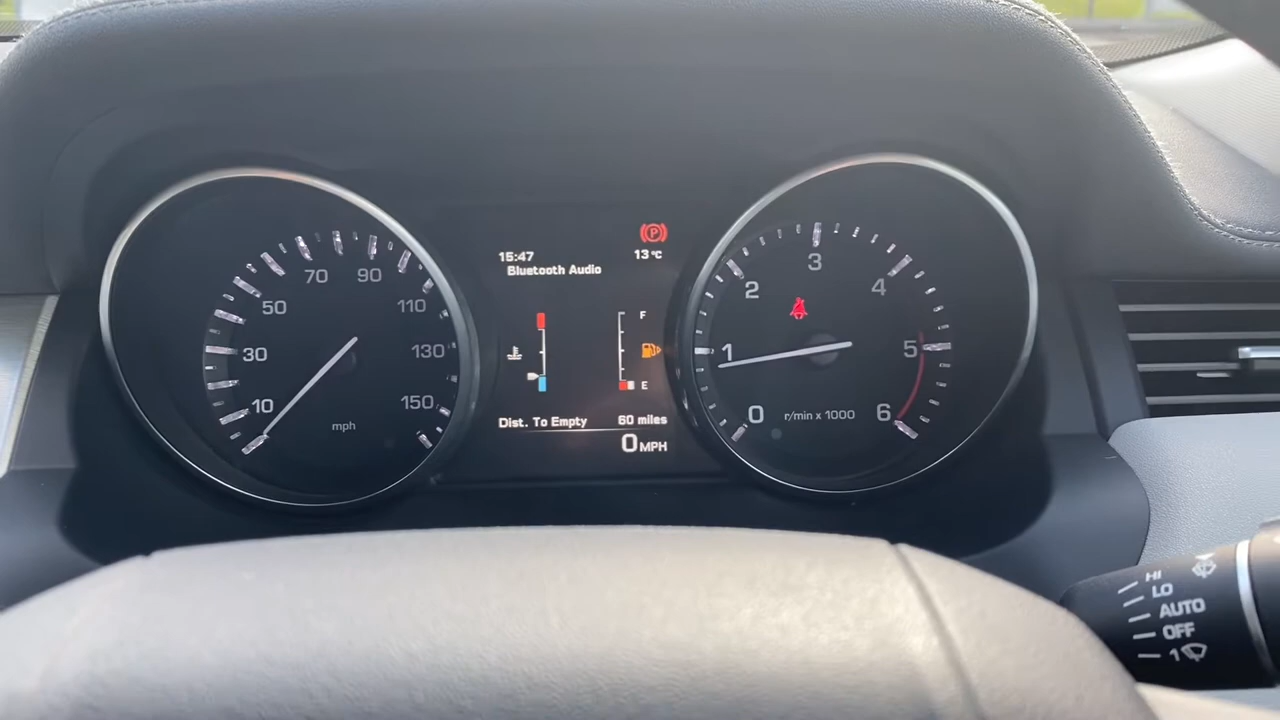 10
30
50
70
90
110
130
150
mph
15:47
Bluetooth Audio
P
13°C
F
E
Dist. To Empty 60 miles
0 MPH
0
1
2
3
4
5
6
r/min x 1000
HI
LO
AUTO
OFF
1